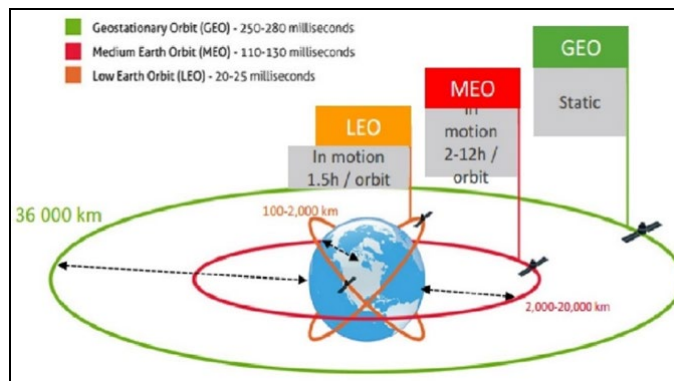 Geostationary Orbit (GEO) - 250-280 milliseconds
Medium Earth Orbit (MEO) - 110-130 milliseconds
Low Earth Orbit (LEO) - 20-25 milliseconds
GEO
Static
MEO
In
motion
2-12h /
orbit
LEO
In motion
1.5h / orbit
36 000 km
100-2,000 km
2,000-20,000 km